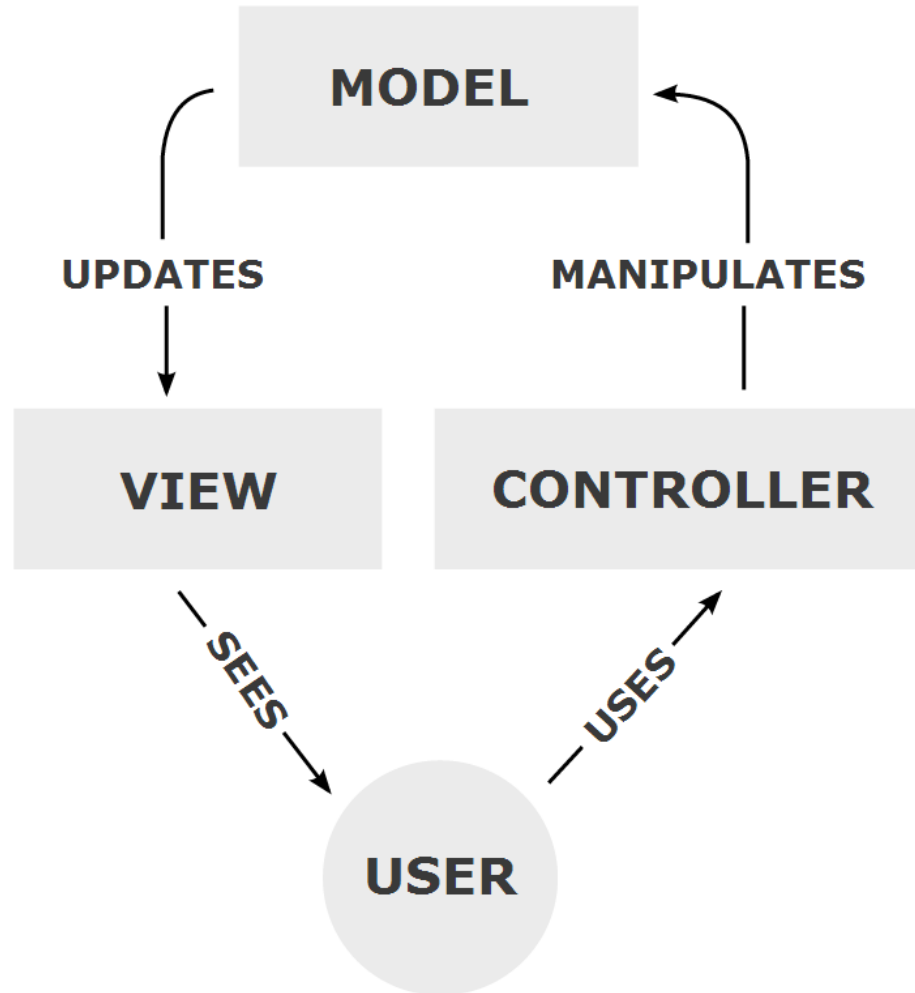 MODEL
UPDATES
MANIPULATES
VIEW
CONTROLLER
SEES
USES
USER